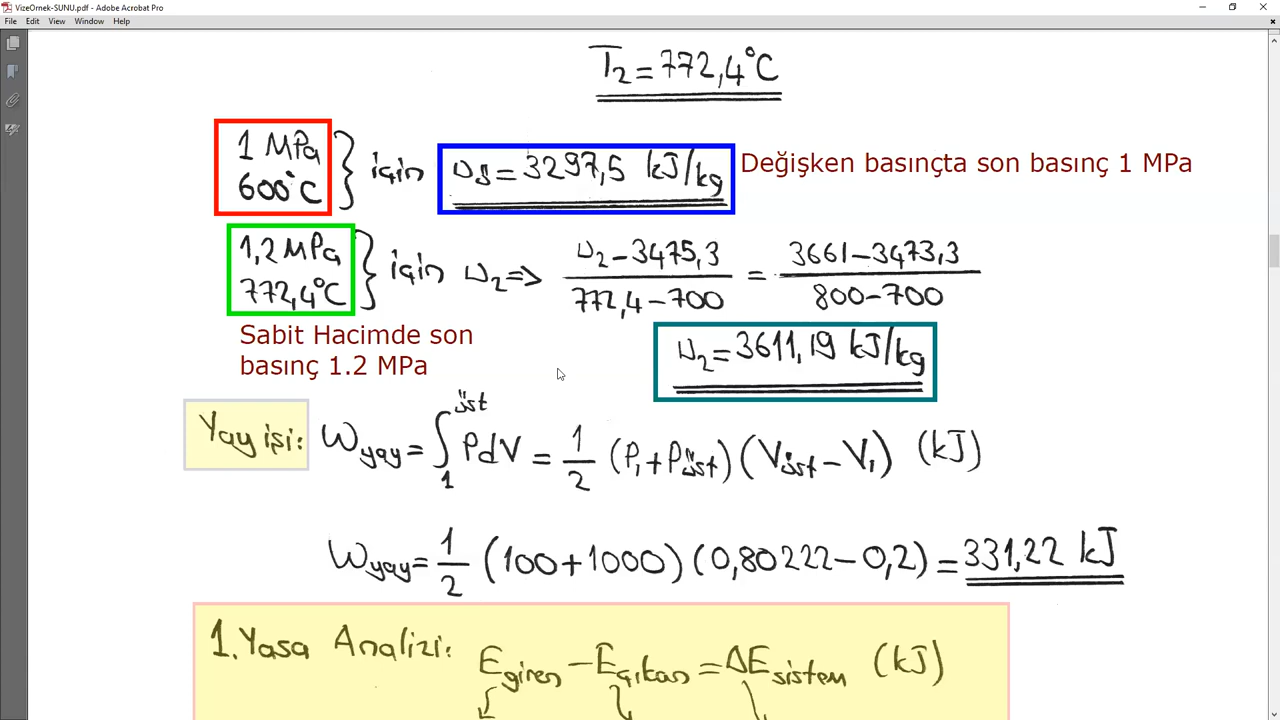 VizeOrnek-SUNU.pdf - Adobe Acrobat Pro
File Edit View Window Help
T₂=772,4°C
1 MPa
600°C } için u₈=3297,5 kJ/kg Değişken basınçta son basınç 1 MPa
1,2 MPa
772,4°C } için u₂⇒ (u₂-3475,3)/(772,4-700) = (3661-3473,3)/(800-700)
Sabit Hacimde son
basınç 1.2 MPa
u₂=3611,19 kJ/kg
Yay işi: Wyay=∫₁^üst PdV = 1/2 (P₁+Püst)(Vüst-V₁) (kJ)
Wyay=1/2 (100+1000)(0,80222-0,2)=331,22 kJ
1.Yasa Analizi: Egiren-Eçıkan=ΔEsistem (kJ)